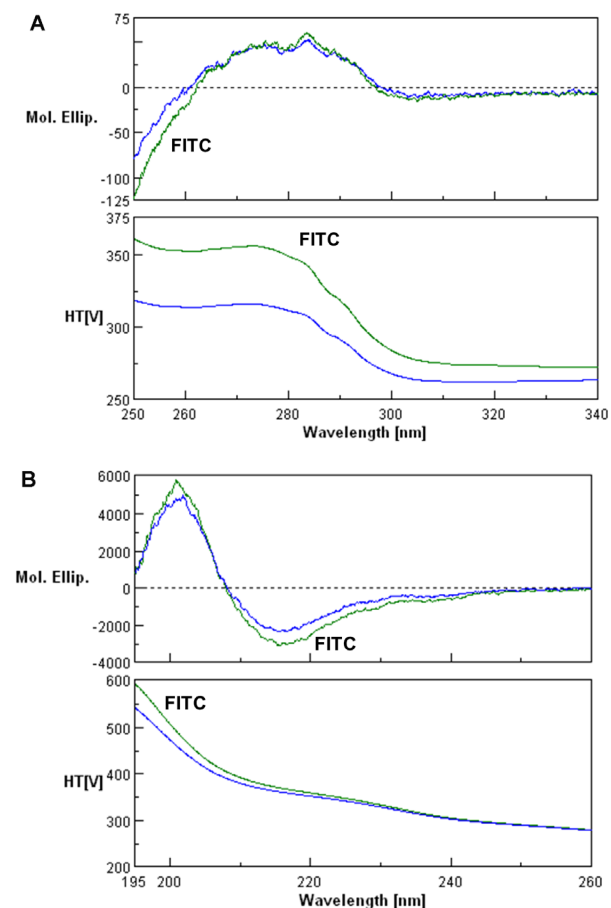 A
75
0
Mol. Ellip.
-50
FITC
-100
-125
375
FITC
350
HT[V]
300
250
250 260 280 300 320 340
Wavelength [nm]
B
6000
4000
2000
Mol. Ellip.
0
-2000
FITC
-4000
600
FITC
500
HT[V]
400
300
200
195 200 220 240 260
Wavelength [nm]